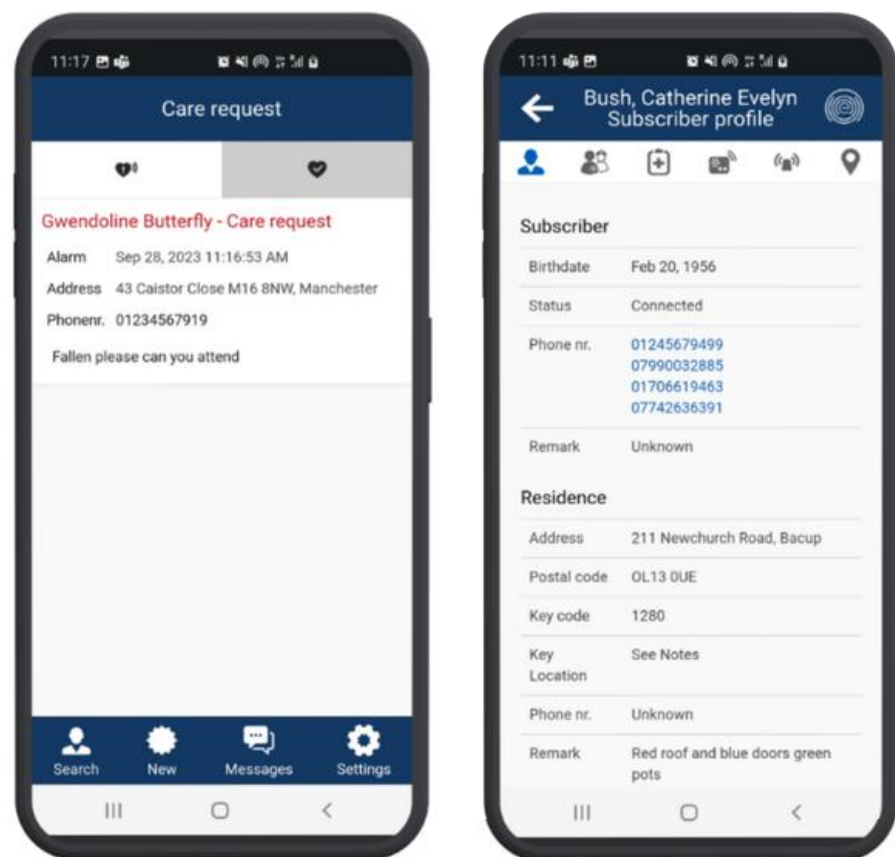 11:17
Care request
Gwendoline Butterfly - Care request
Alarm Sep 28, 2023 11:16:53 AM
Address 43 Caistor Close M16 8NW, Manchester
Phonenr. 01234567919
Fallen please can you attend
Search New Messages Settings
11:11
Bush, Catherine Evelyn
Subscriber profile
Subscriber
Birthdate Feb 20, 1956
Status Connected
Phone nr. 01245679499
07990032885
01706619463
07742636391
Remark Unknown
Residence
Address 211 Newchurch Road, Bacup
Postal code OL13 0UE
Key code 1280
Key See Notes
Location
Phone nr. Unknown
Remark Red roof and blue doors green
pots